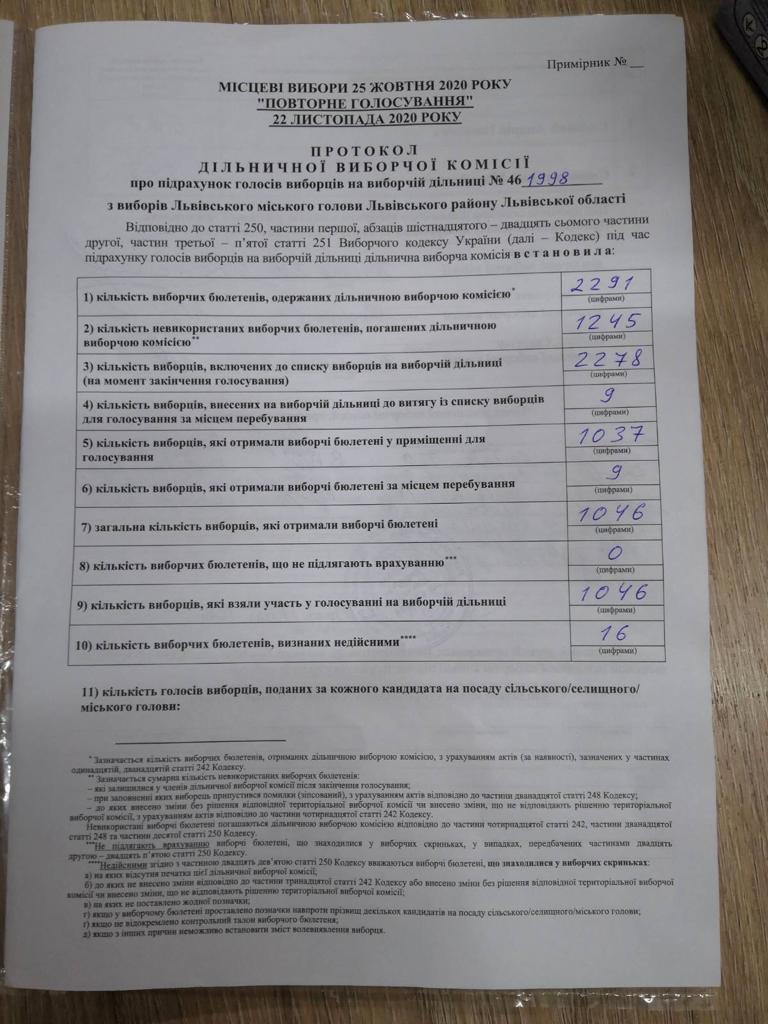 Примірник № __
МІСЦЕВІ ВИБОРИ 25 ЖОВТНЯ 2020 РОКУ
"ПОВТОРНЕ ГОЛОСУВАННЯ"
22 ЛИСТОПАДА 2020 РОКУ
ПРОТОКОЛ
ДІЛЬНИЧНОЇ ВИБОРЧОЇ КОМІСІЇ
про підрахунок голосів виборців на виборчій дільниці № 46 1998
з виборів Львівського міського голови Львівського району Львівської області
Відповідно до статті 250, частини першої, абзаців шістнадцятого – двадцять сьомого частини
другої, частин третьої – п'ятої статті 251 Виборчого кодексу України (далі – Кодекс) під час
підрахунку голосів виборців на виборчій дільниці дільнична виборча комісія встановила:
1) кількість виборчих бюлетенів, одержаних дільничною виборчою комісією* 2291
(цифрами)
2) кількість невикористаних виборчих бюлетенів, погашених дільничною 1245
виборчою комісією** (цифрами)
3) кількість виборців, включених до списку виборців на виборчій дільниці 2278
(на момент закінчення голосування) (цифрами)
4) кількість виборців, внесених на виборчій дільниці до витягу із списку виборців 9
для голосування за місцем перебування (цифрами)
5) кількість виборців, які отримали виборчі бюлетені у приміщенні для 1037
голосування (цифрами)
6) кількість виборців, які отримали виборчі бюлетені за місцем перебування 9
(цифрами)
7) загальна кількість виборців, які отримали виборчі бюлетені 1046
(цифрами)
8) кількість виборчих бюлетенів, що не підлягають врахуванню*** 0
(цифрами)
9) кількість виборців, які взяли участь у голосуванні на виборчій дільниці 1046
(цифрами)
10) кількість виборчих бюлетенів, визнаних недійсними**** 16
(цифрами)
11) кількість голосів виборців, поданих за кожного кандидата на посаду сільського/селищного/
міського голови:
* Зазначається кількість виборчих бюлетенів, отриманих дільничною виборчою комісією, з урахуванням актів (за наявності), зазначених у частинах
одинадцятій, дванадцятій статті 242 Кодексу.
** Зазначається сумарна кількість невикористаних виборчих бюлетенів:
– які залишилися у членів дільничної виборчої комісії після закінчення голосування;
– при заповненні яких виборець припустився помилки (зіпсований), з урахуванням актів відповідно до частини дванадцятої статті 248 Кодексу;
– до яких внесено зміни без рішення відповідної територіальної виборчої комісії чи внесено зміни, що не відповідають рішенню територіальної
виборчої комісії, з урахуванням актів відповідно до частини чотирнадцятої статті 242 Кодексу.
Невикористані виборчі бюлетені погашаються дільничною виборчою комісією відповідно до частини чотирнадцятої статті 242, частини дванадцятої
статті 248 та частини десятої статті 250 Кодексу.
***Не підлягають врахуванню виборчі бюлетені, що знаходилися у виборчих скриньках, у випадках, передбачених частинами двадцять
другою – двадцять п'ятою статті 250 Кодексу.
****Недійсними згідно з частиною двадцять дев'ятою статті 250 Кодексу вважаються виборчі бюлетені, що знаходилися у виборчих скриньках:
а) на яких відсутня печатка цієї дільничної виборчої комісії;
б) до яких не внесено зміни відповідно до частини тринадцятої статті 242 Кодексу або внесено зміни без рішення відповідної територіальної виборчої
комісії чи внесено зміни, що не відповідають рішенню територіальної виборчої комісії;
в) на яких не поставлено жодної позначки;
г) якщо у виборчому бюлетені проставлено позначки навпроти прізвищ декількох кандидатів на посаду сільського/селищного/міського голови;
ґ) якщо не відокремлено контрольний талон виборчого бюлетеня;
д) якщо з інших причин неможливо встановити зміст волевиявлення виборця.